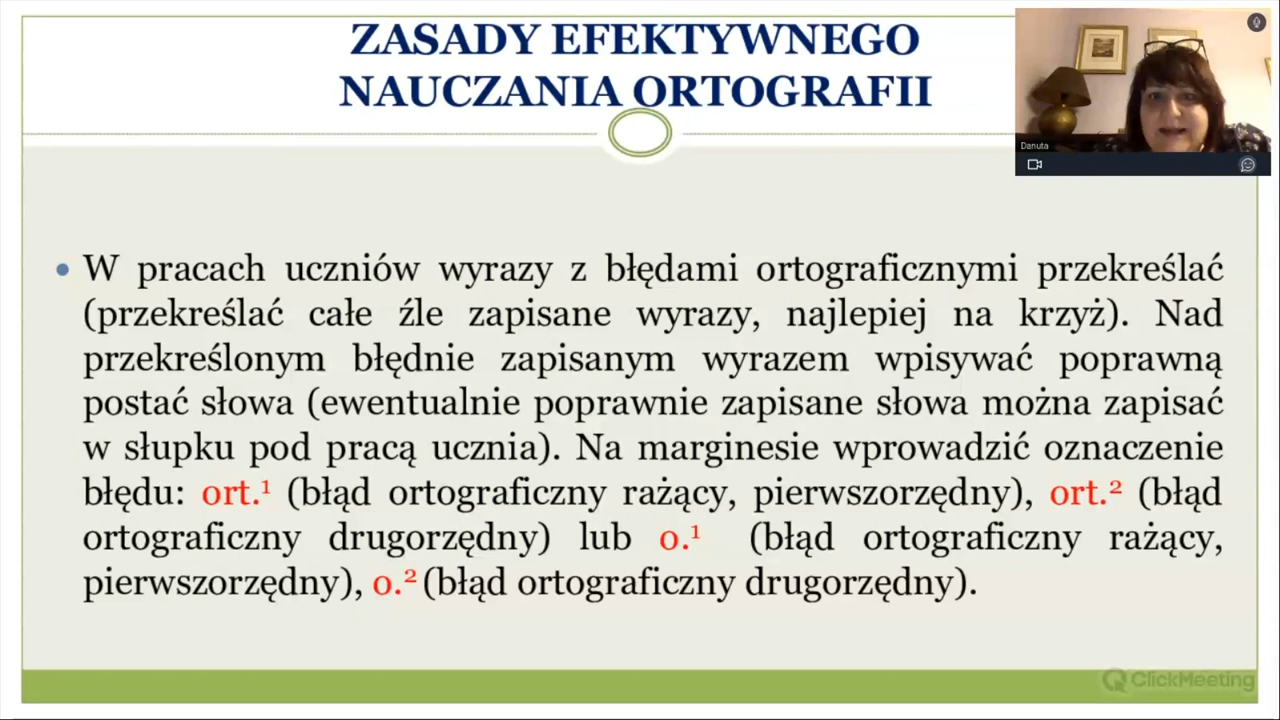 ZASADY EFEKTYWNEGO
NAUCZANIA ORTOGRAFII
Danuta
• W pracach uczniów wyrazy z błędami ortograficznymi przekreślać
(przekreślać całe źle zapisane wyrazy, najlepiej na krzyż). Nad
przekreślonym błędnie zapisanym wyrazem wpisywać poprawną
postać słowa (ewentualnie poprawnie zapisane słowa można zapisać
w słupku pod pracą ucznia). Na marginesie wprowadzić oznaczenie
błędu: ort.¹ (błąd ortograficzny rażący, pierwszorzędny), ort.² (błąd
ortograficzny drugorzędny) lub o.¹ (błąd ortograficzny rażący,
pierwszorzędny), o.² (błąd ortograficzny drugorzędny).
ClickMeeting